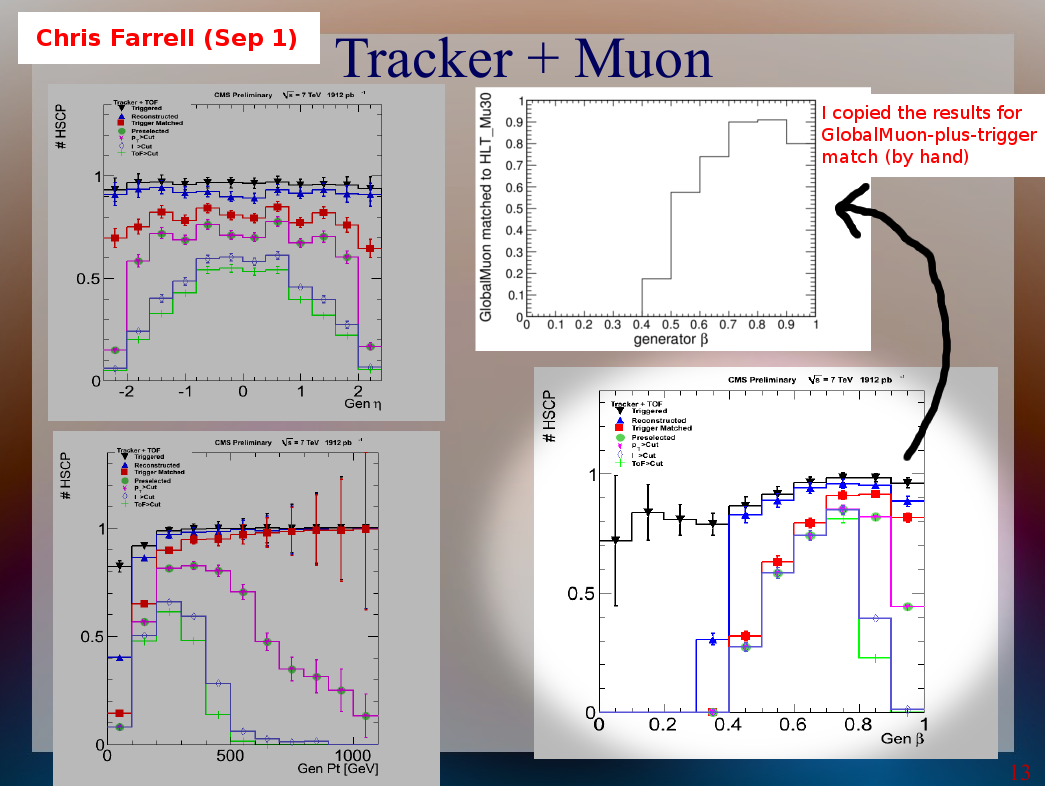 Chris Farrell (Sep 1)
Tracker + Muon
CMS Preliminary √s = 7 TeV 1912 pb -1
# HSCP
Tracker + TOF
Triggered
Reconstructed
Trigger Matched
Preselected
p >Cut
I >Cut
ToF>Cut
1
0.5
0
-2 -1 0 1 2
Gen η
GlobalMuon matched to HLT_Mu30
1
0.9
0.8
0.7
0.6
0.5
0.4
0.3
0.2
0.1
0
0 0.1 0.2 0.3 0.4 0.5 0.6 0.7 0.8 0.9 1
generator β
I copied the results for
GlobalMuon-plus-trigger
match (by hand)
CMS Preliminary √s = 7 TeV 1912 pb -1
# HSCP
Tracker + TOF
Triggered
Reconstructed
Trigger Matched
Preselected
p >Cut
I >Cut
ToF>Cut
1
0.5
0
0 500 1000
Gen Pt [GeV]
CMS Preliminary √s = 7 TeV 1912 pb -1
# HSCP
Tracker + TOF
Triggered
Reconstructed
Trigger Matched
Preselected
p >Cut
I >Cut
ToF>Cut
1
0.5
0
0 0.2 0.4 0.6 0.8 1
Gen β
13